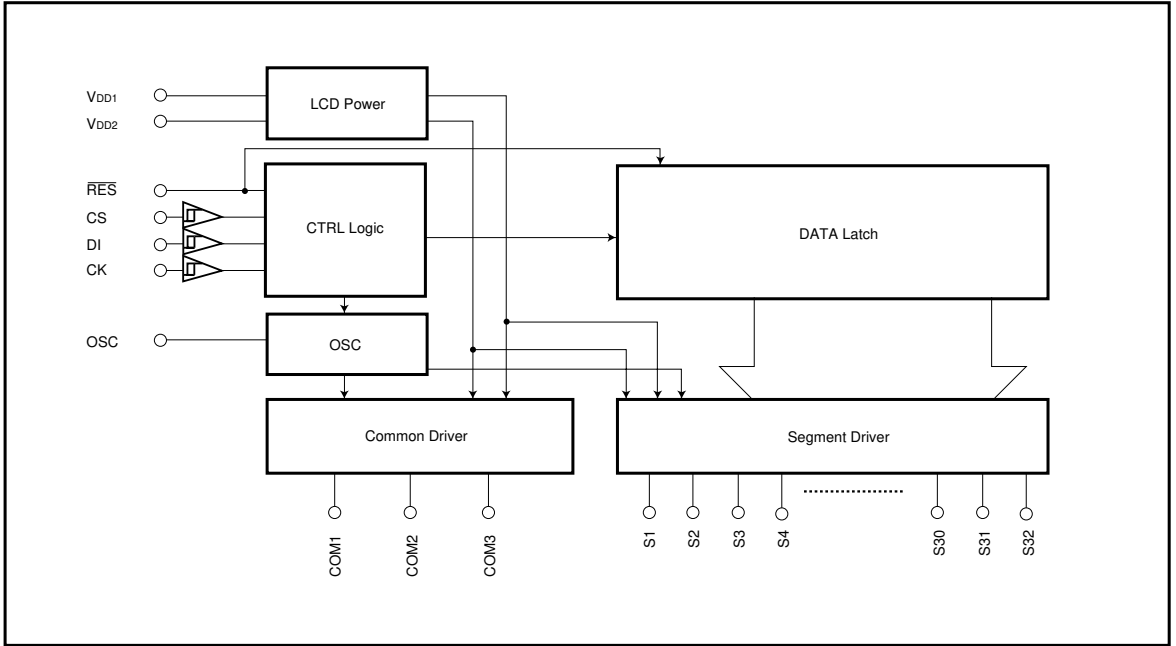 VDD1
LCD Power
VDD2
R̅E̅S̅
CS
CTRL Logic
DATA Latch
DI
CK
OSC
OSC
Common Driver
Segment Driver
COM1
COM2
COM3
S1
S2
S3
S4
S30
S31
S32